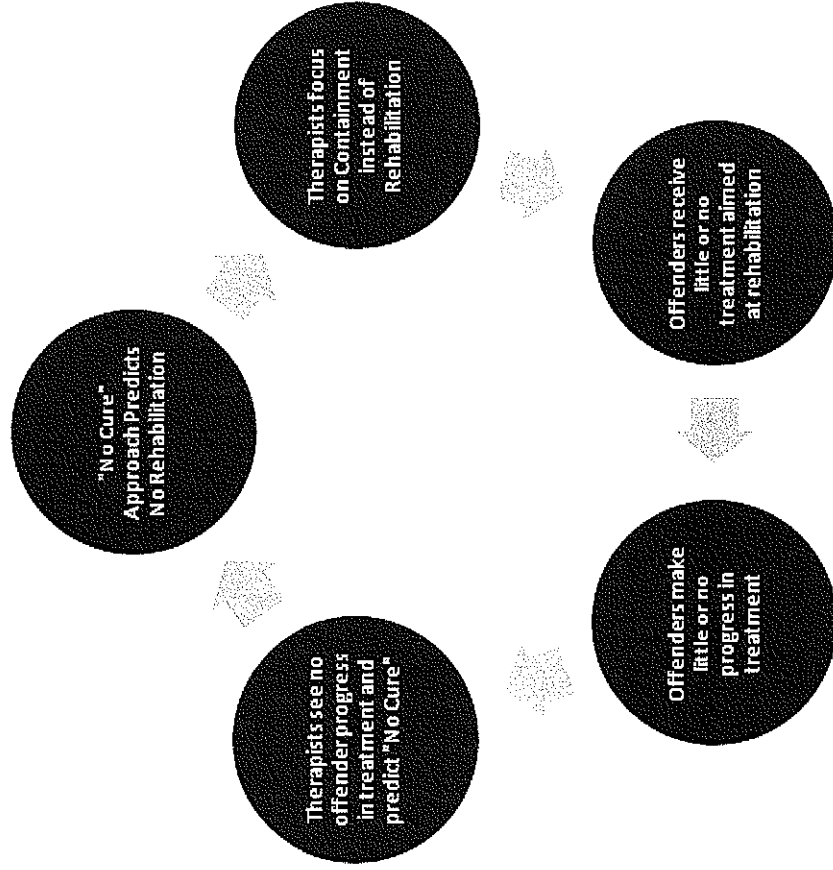 "No Cure"
Approach Predicts
No Rehabilitation
Therapists focus
on Containment
instead of
Rehabilitation
Offenders receive
little or no
treatment aimed
at rehabilitation
Offenders make
little or no
progress in
treatment
Therapists see no
offender progress
in treatment and
predict "No Cure"